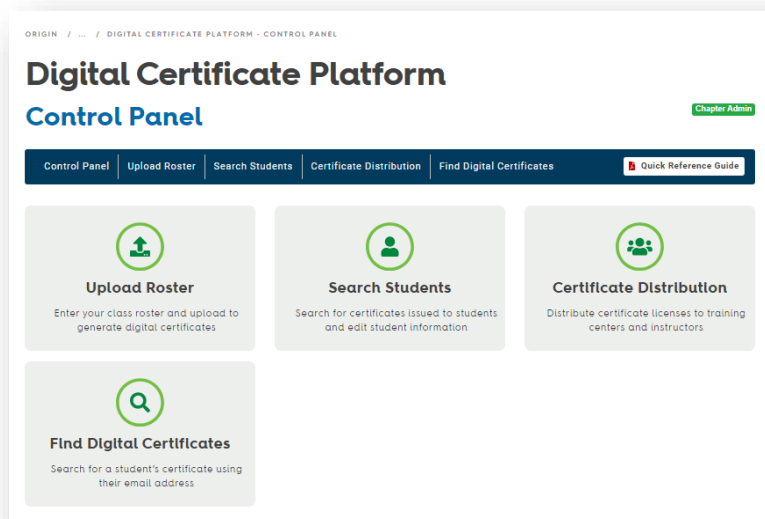 ORIGIN / ... / DIGITAL CERTIFICATE PLATFORM - CONTROL PANEL
Digital Certificate Platform
Control Panel
Chapter Admin
Control Panel Upload Roster Search Students Certificate Distribution Find Digital Certificates Quick Reference Guide
Upload Roster
Enter your class roster and upload to
generate digital certificates
Search Students
Search for certificates issued to students
and edit student information
Certificate Distribution
Distribute certificate licenses to training
centers and instructors
Find Digital Certificates
Search for a student's certificate using
their email address